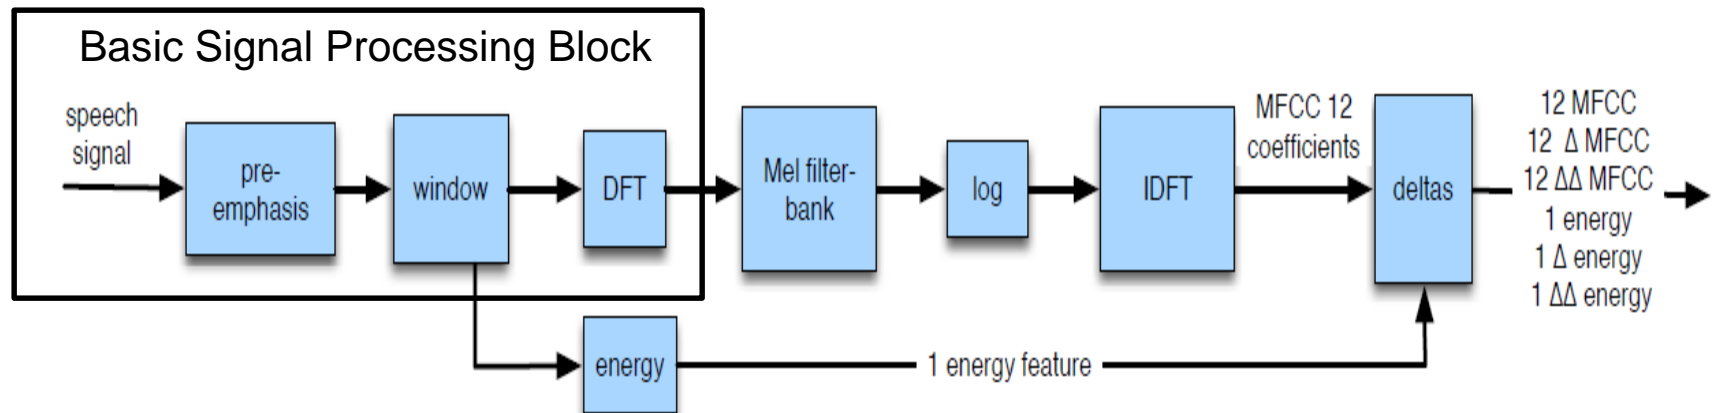 Basic Signal Processing Block
speech
signal
pre-
emphasis
window
DFT
Mel filter-
bank
log
IDFT
MFCC 12
coefficients
deltas
12 MFCC
12 Δ MFCC
12 ΔΔ MFCC
1 energy
1 Δ energy
1 ΔΔ energy
energy
1 energy feature